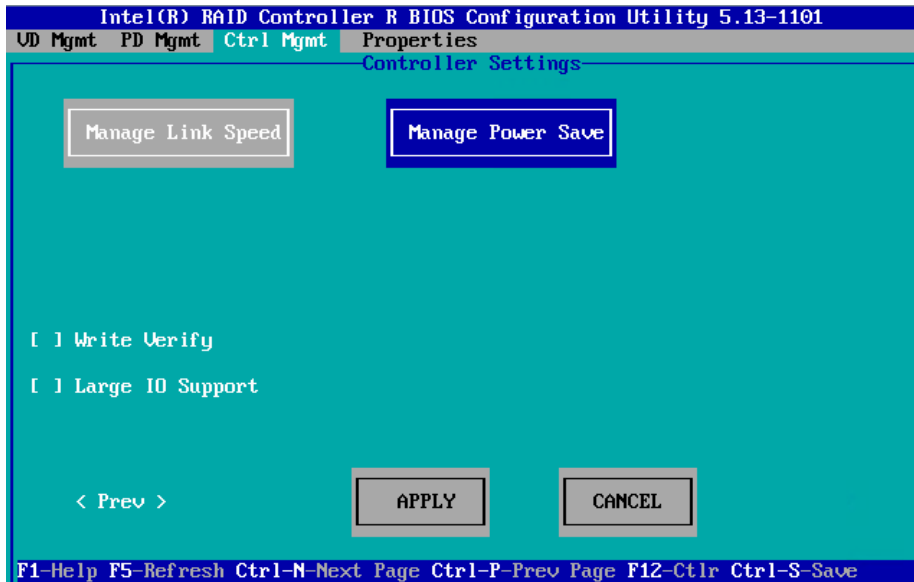 Intel(R) RAID Controller R BIOS Configuration Utility 5.13-1101
VD Mgmt PD Mgmt Ctrl Mgmt Properties
Controller Settings
Manage Link Speed Manage Power Save
[ ] Write Verify
[ ] Large IO Support
< Prev > APPLY CANCEL
F1-Help F5-Refresh Ctrl-N-Next Page Ctrl-P-Prev Page F12-Ctlr Ctrl-S-Save